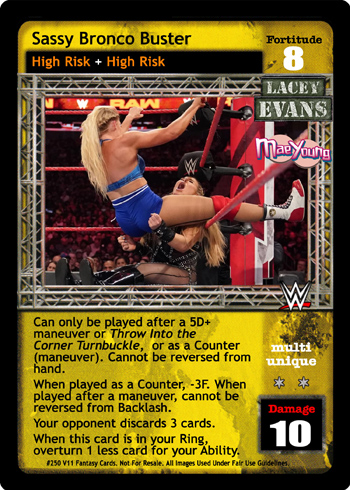 Sassy Bronco Buster
Fortitude
8
High Risk + High Risk
LACEY
EVANS
Mae Young
RAW
Can only be played after a 5D+
maneuver or Throw Into the
Corner Turnbuckle, or as a Counter
(maneuver). Cannot be reversed from
hand.
When played as a Counter, -3F. When
played after a maneuver, cannot be
reversed from Backlash.
Your opponent discards 3 cards.
When this card is in your Ring,
overturn 1 less card for your Ability.
multi
unique
Damage
10
#250 V11 Fantasy Cards. Not For Resale. All Images Used Under Fair Use Guidelines.